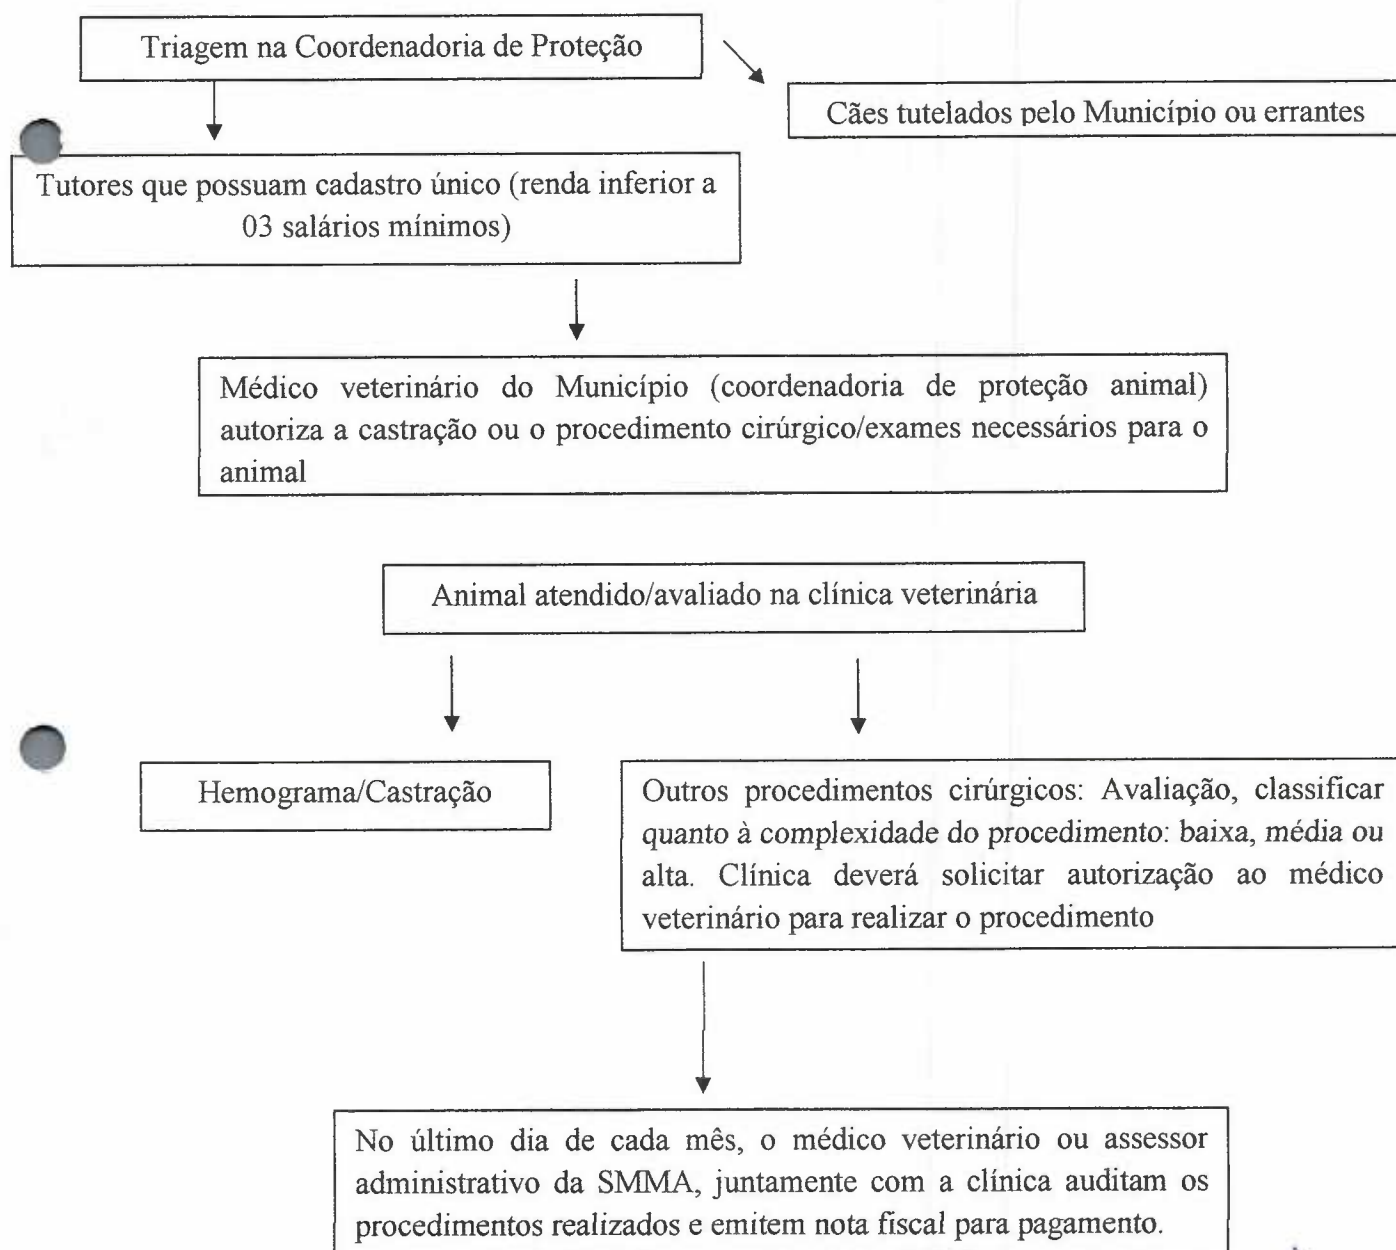 Triagem na Coordenadoria de Proteção
Cães tutelados pelo Município ou errantes
Tutores que possuam cadastro único (renda inferior a
03 salários mínimos)
Médico veterinário do Município (coordenadoria de proteção animal)
autoriza a castração ou o procedimento cirúrgico/exames necessários para o
animal
Animal atendido/avaliado na clínica veterinária
Hemograma/Castração
Outros procedimentos cirúrgicos: Avaliação, classificar
quanto à complexidade do procedimento: baixa, média ou
alta. Clínica deverá solicitar autorização ao médico
veterinário para realizar o procedimento
No último dia de cada mês, o médico veterinário ou assessor
administrativo da SMMA, juntamente com a clínica auditam os
procedimentos realizados e emitem nota fiscal para pagamento.